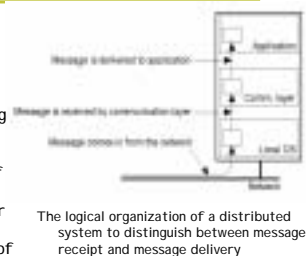 Application
Message is delivered to application
Comm. layer
Message is received by communication layer
Local OS
Message comes in from the network
Network
The logical organization of a distributed
system to distinguish between message
receipt and message delivery
of